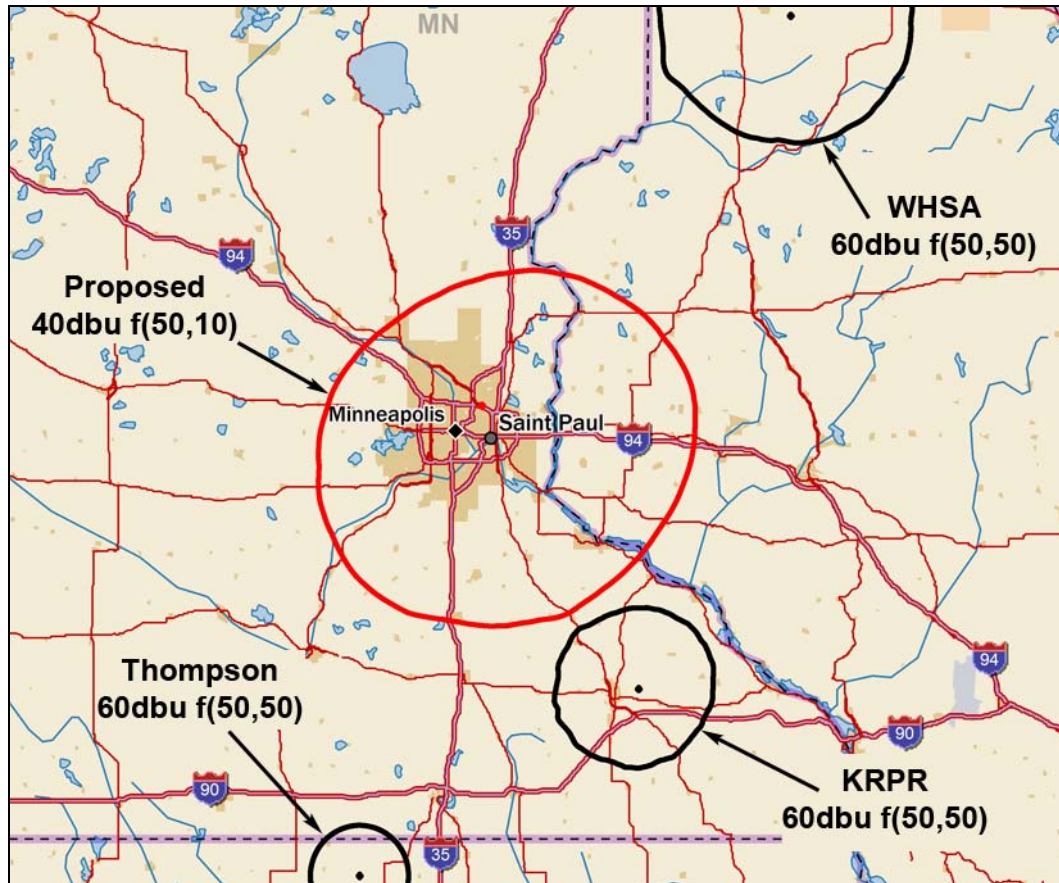 MN
35
WHSA
60dbu f(50,50)
94
Proposed
40dbu f(50,10)
Minneapolis
Saint Paul
94
Thompson
60dbu f(50,50)
94
90
90
KRPR
60dbu f(50,50)
35